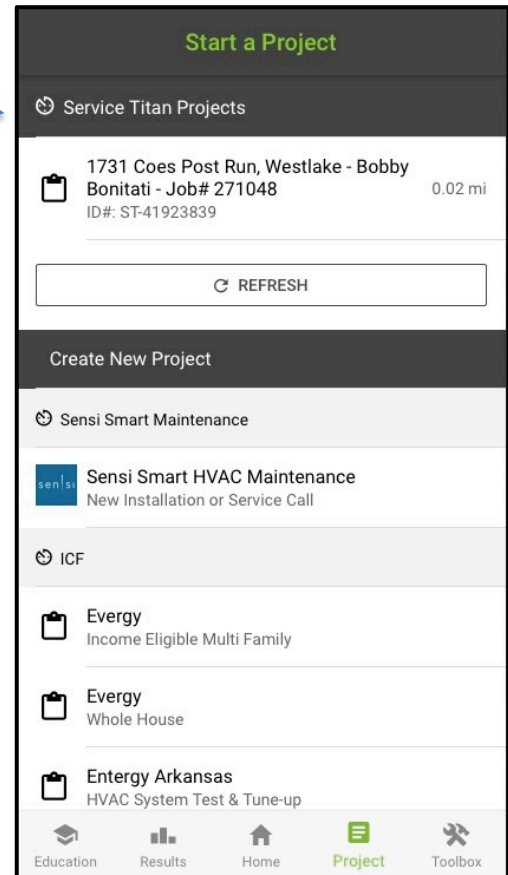 Start a Project
Service Titan Projects
1731 Coes Post Run, Westlake - Bobby
Bonitati - Job# 271048
0.02 mi
ID#: ST-41923839
REFRESH
Create New Project
Sensi Smart Maintenance
sensi
Sensi Smart HVAC Maintenance
New Installation or Service Call
ICF
Evergy
Income Eligible Multi Family
Evergy
Whole House
Entergy Arkansas
HVAC System Test & Tune-up
Education Results Home Project Toolbox